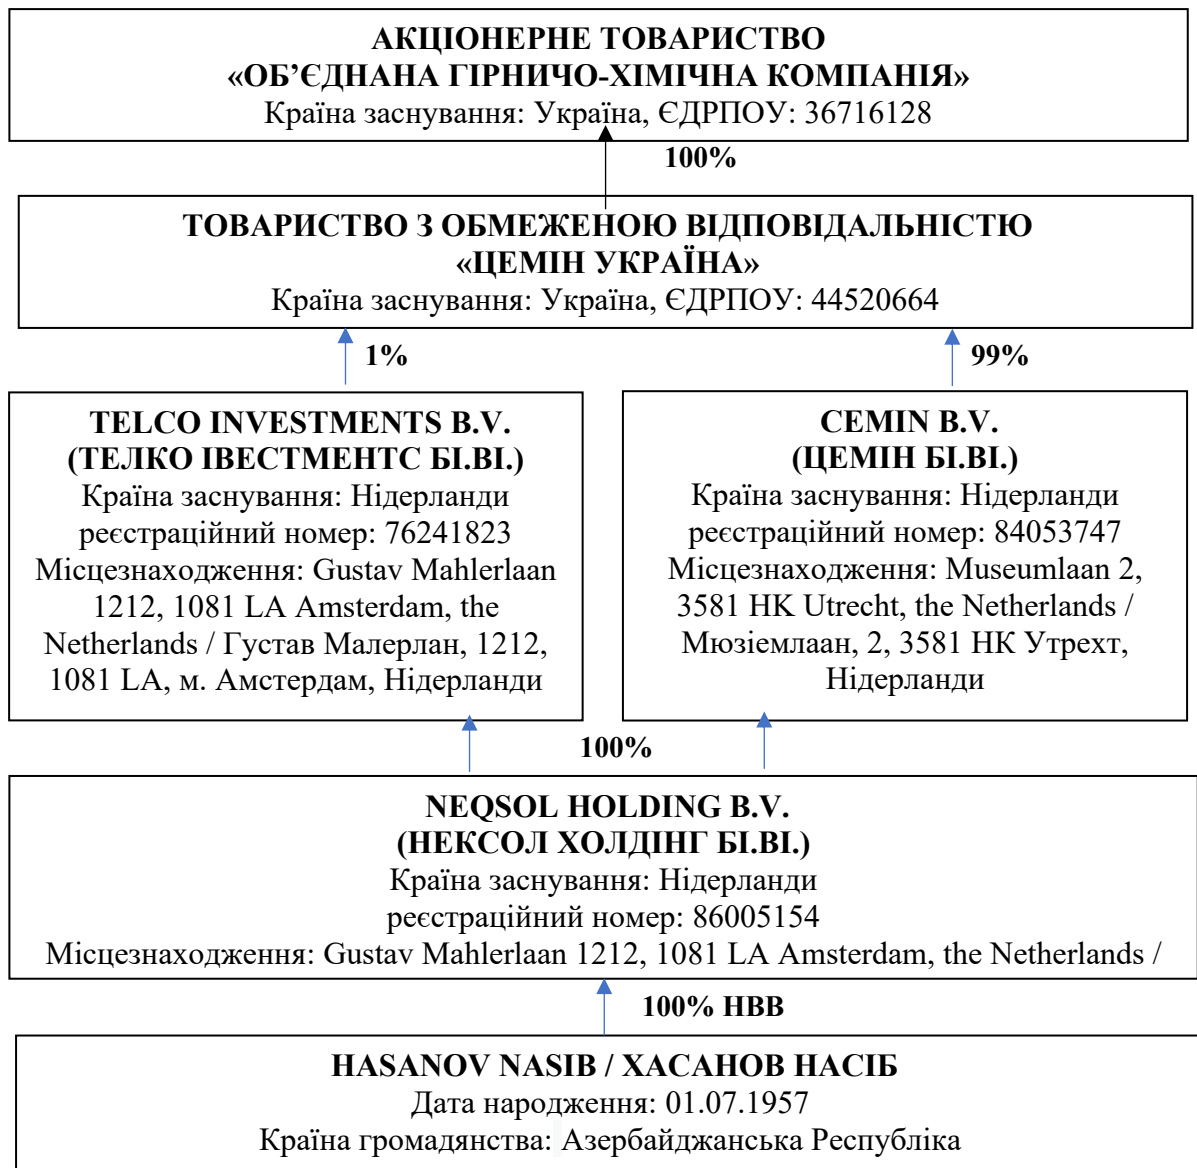 АКЦІОНЕРНЕ ТОВАРИСТВО
«ОБ’ЄДНАНА ГІРНИЧО-ХІМІЧНА КОМПАНІЯ»
Країна заснування: Україна, ЄДРПОУ: 36716128
100%
ТОВАРИСТВО З ОБМЕЖЕНОЮ ВІДПОВІДАЛЬНІСТЮ
«ЦЕМІН УКРАЇНА»
Країна заснування: Україна, ЄДРПОУ: 44520664
1%
99%
TELCO INVESTMENTS B.V.
(ТЕЛКО ІВЕСТМЕНТС БІ.ВІ.)
Країна заснування: Нідерланди
реєстраційний номер: 76241823
Місцезнаходження: Gustav Mahlerlaan
1212, 1081 LA Amsterdam, the
Netherlands / Густав Малерлан, 1212,
1081 LA, м. Амстердам, Нідерланди
CEMIN B.V.
(ЦЕМІН БІ.ВІ.)
Країна заснування: Нідерланди
реєстраційний номер: 84053747
Місцезнаходження: Museumlaan 2,
3581 HK Utrecht, the Netherlands /
Мюзіемлаан, 2, 3581 НК Утрехт,
Нідерланди
100%
NEQSOL HOLDING B.V.
(НЕКСОЛ ХОЛДІНГ БІ.ВІ.)
Країна заснування: Нідерланди
реєстраційний номер: 86005154
Місцезнаходження: Gustav Mahlerlaan 1212, 1081 LA Amsterdam, the Netherlands /
100% НВВ
HASANOV NASIB / ХАСАНОВ НАСІБ
Дата народження: 01.07.1957
Країна громадянства: Азербайджанська Республіка